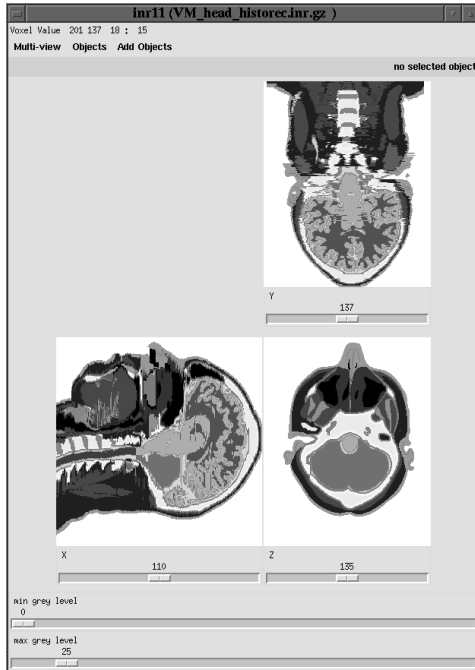 inr11 (VM_head_historec.inr.gz )
Voxel Value 201 137 18 : 15
Multi-view Objects Add Objects
no selected object
Y
137
X
110
Z
135
min grey level
0
max grey level
25